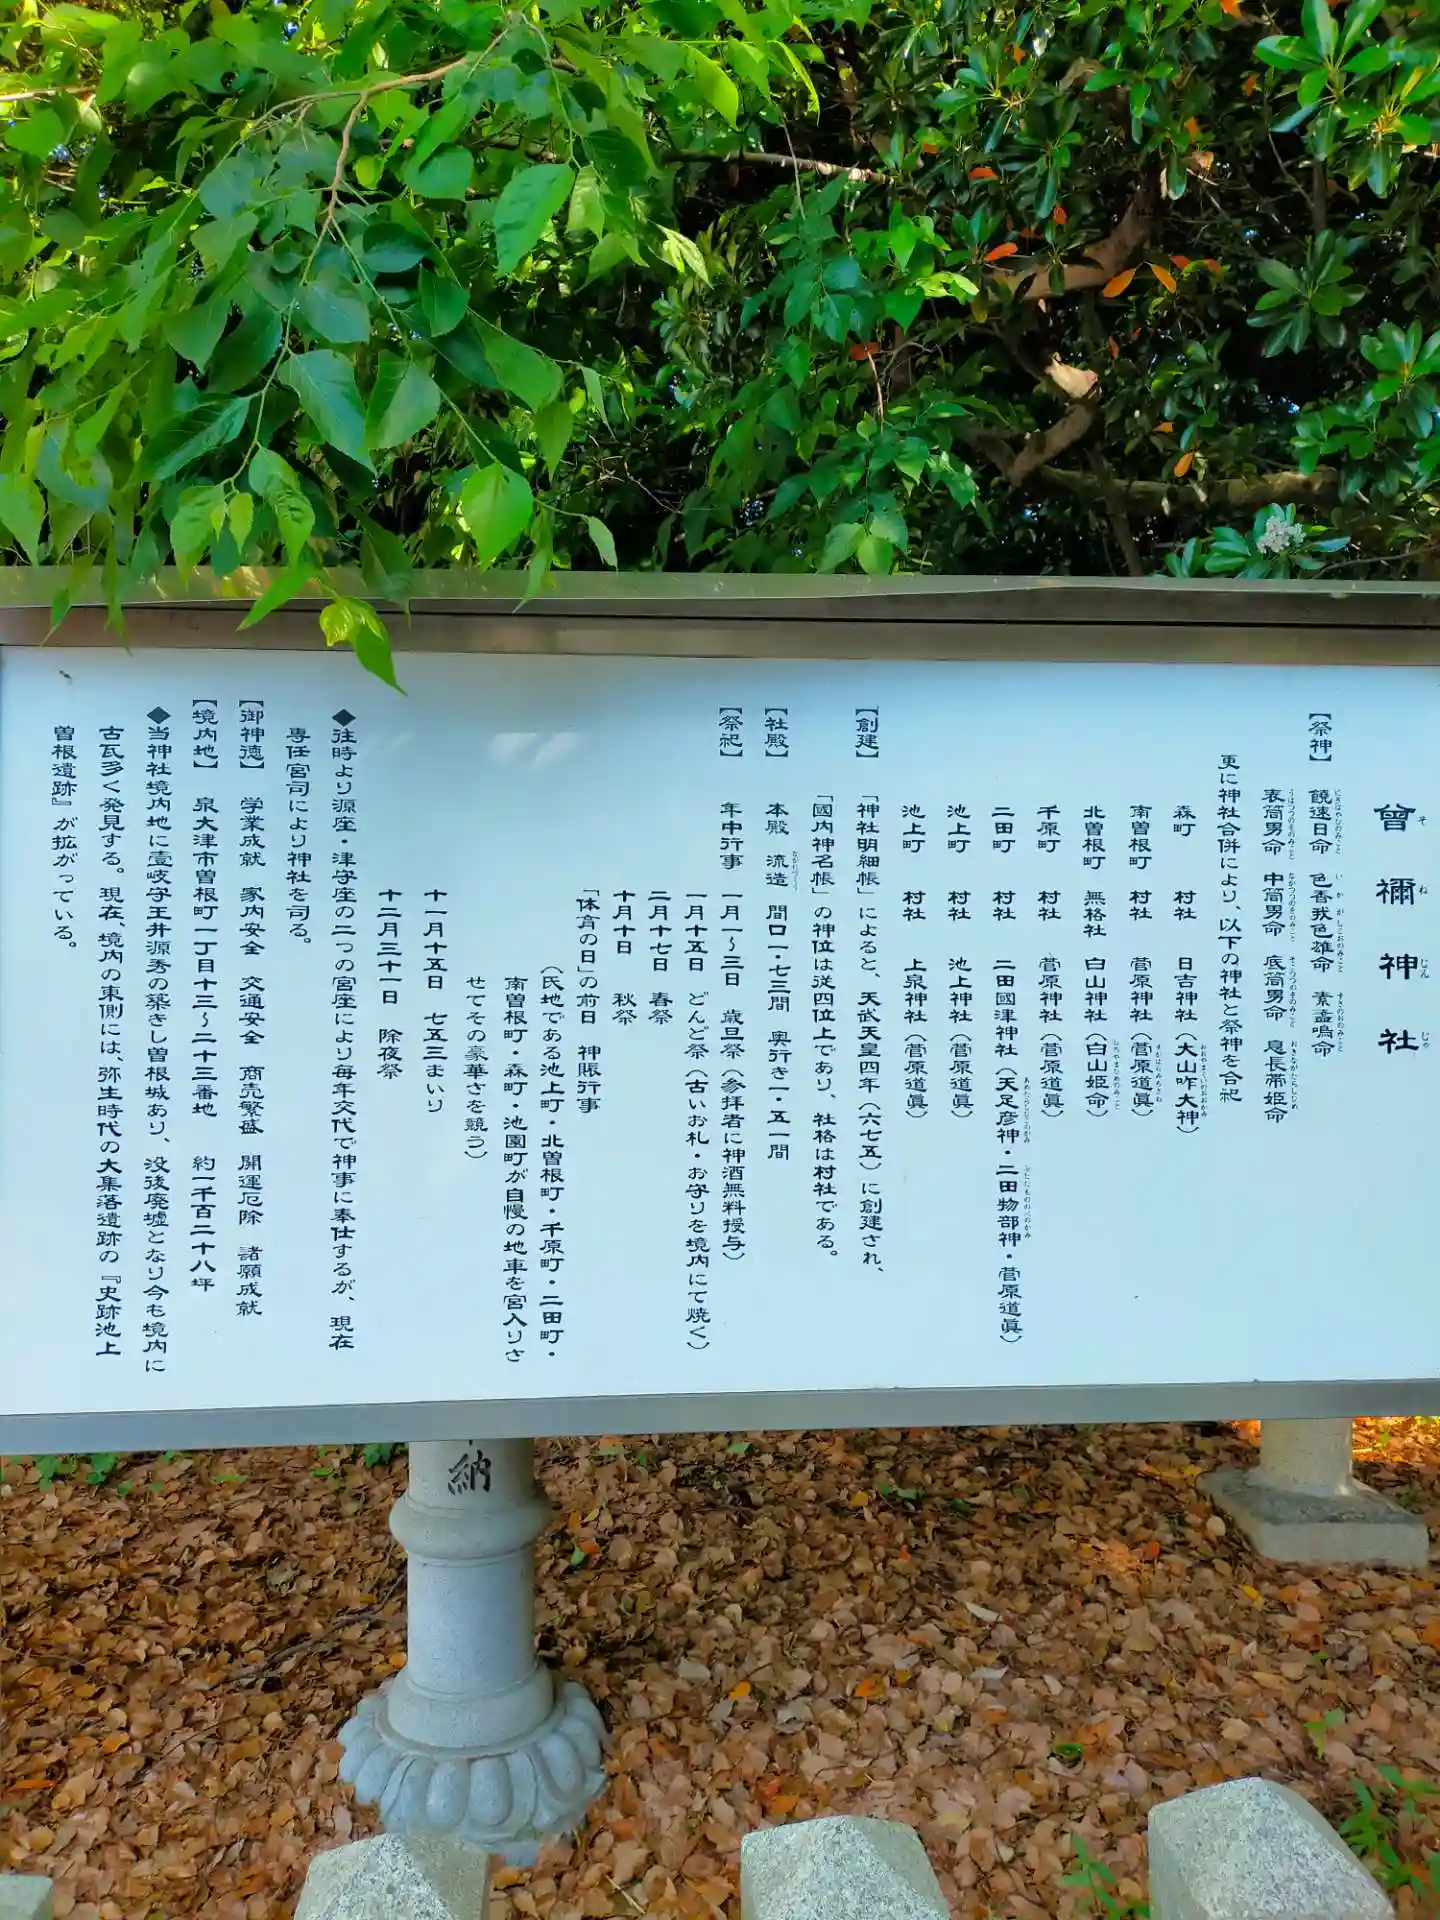 曾禰神社
【祭神】 饒速日命 色香我色雄命 素盞嗚命
表筒男命 中筒男命 底筒男命 息長帯姫命
更に神社合併により、以下の神社と祭神を合祀
森町 村社 日吉神社（大山咋大神）
南曽根町 村社 菅原神社（菅原道眞）
北曽根町 無格社 白山神社（白山姫命）
千原町 村社 菅原神社（菅原道眞）
二田町 村社 二田國津神社（天足彦神・二田物部神・菅原道眞）
池上町 村社 池上神社（菅原道眞）
池上町 村社 上泉神社（菅原道眞）
【創建】 「神社明細帳」によると、天武天皇四年（六七五）に創建され、
「國内神名帳」の神位は従四位上であり、社格は村社である。
【社殿】 本殿 流造 間口一・七三間 奥行き一・五一間
【祭祀】 年中行事 一月一～三日 歳旦祭（参拝者に神酒無料授与）
一月十五日 どんど祭（古いお札・お守りを境内にて焼く）
二月十七日 春祭
十月十日 秋祭
「体育の日」の前日 神賑行事
（氏地である池上町・北曽根町・千原町・二田町・
南曽根町・森町・池園町が自慢の地車を宮入りさ
せてその豪華さを競う）
十一月十五日 七五三まいり
十二月三十一日 除夜祭
◆往時より源座・津守座の二つの宮座により毎年交代で神事に奉仕するが、現在
専任宮司により神社を司る。
【御神徳】 学業成就 家内安全 交通安全 商売繁盛 開運厄除 諸願成就
【境内地】 泉大津市曽根町一丁目十三～二十三番地 約一千百二十八坪
◆当神社境内地に壹岐守王井源秀の築きし曽根城あり、没後廃墟となり今も境内に
古瓦多く発見する。現在、境内の東側には、弥生時代の大集落遺跡の『史跡池上
曽根遺跡』が拡がっている。
納